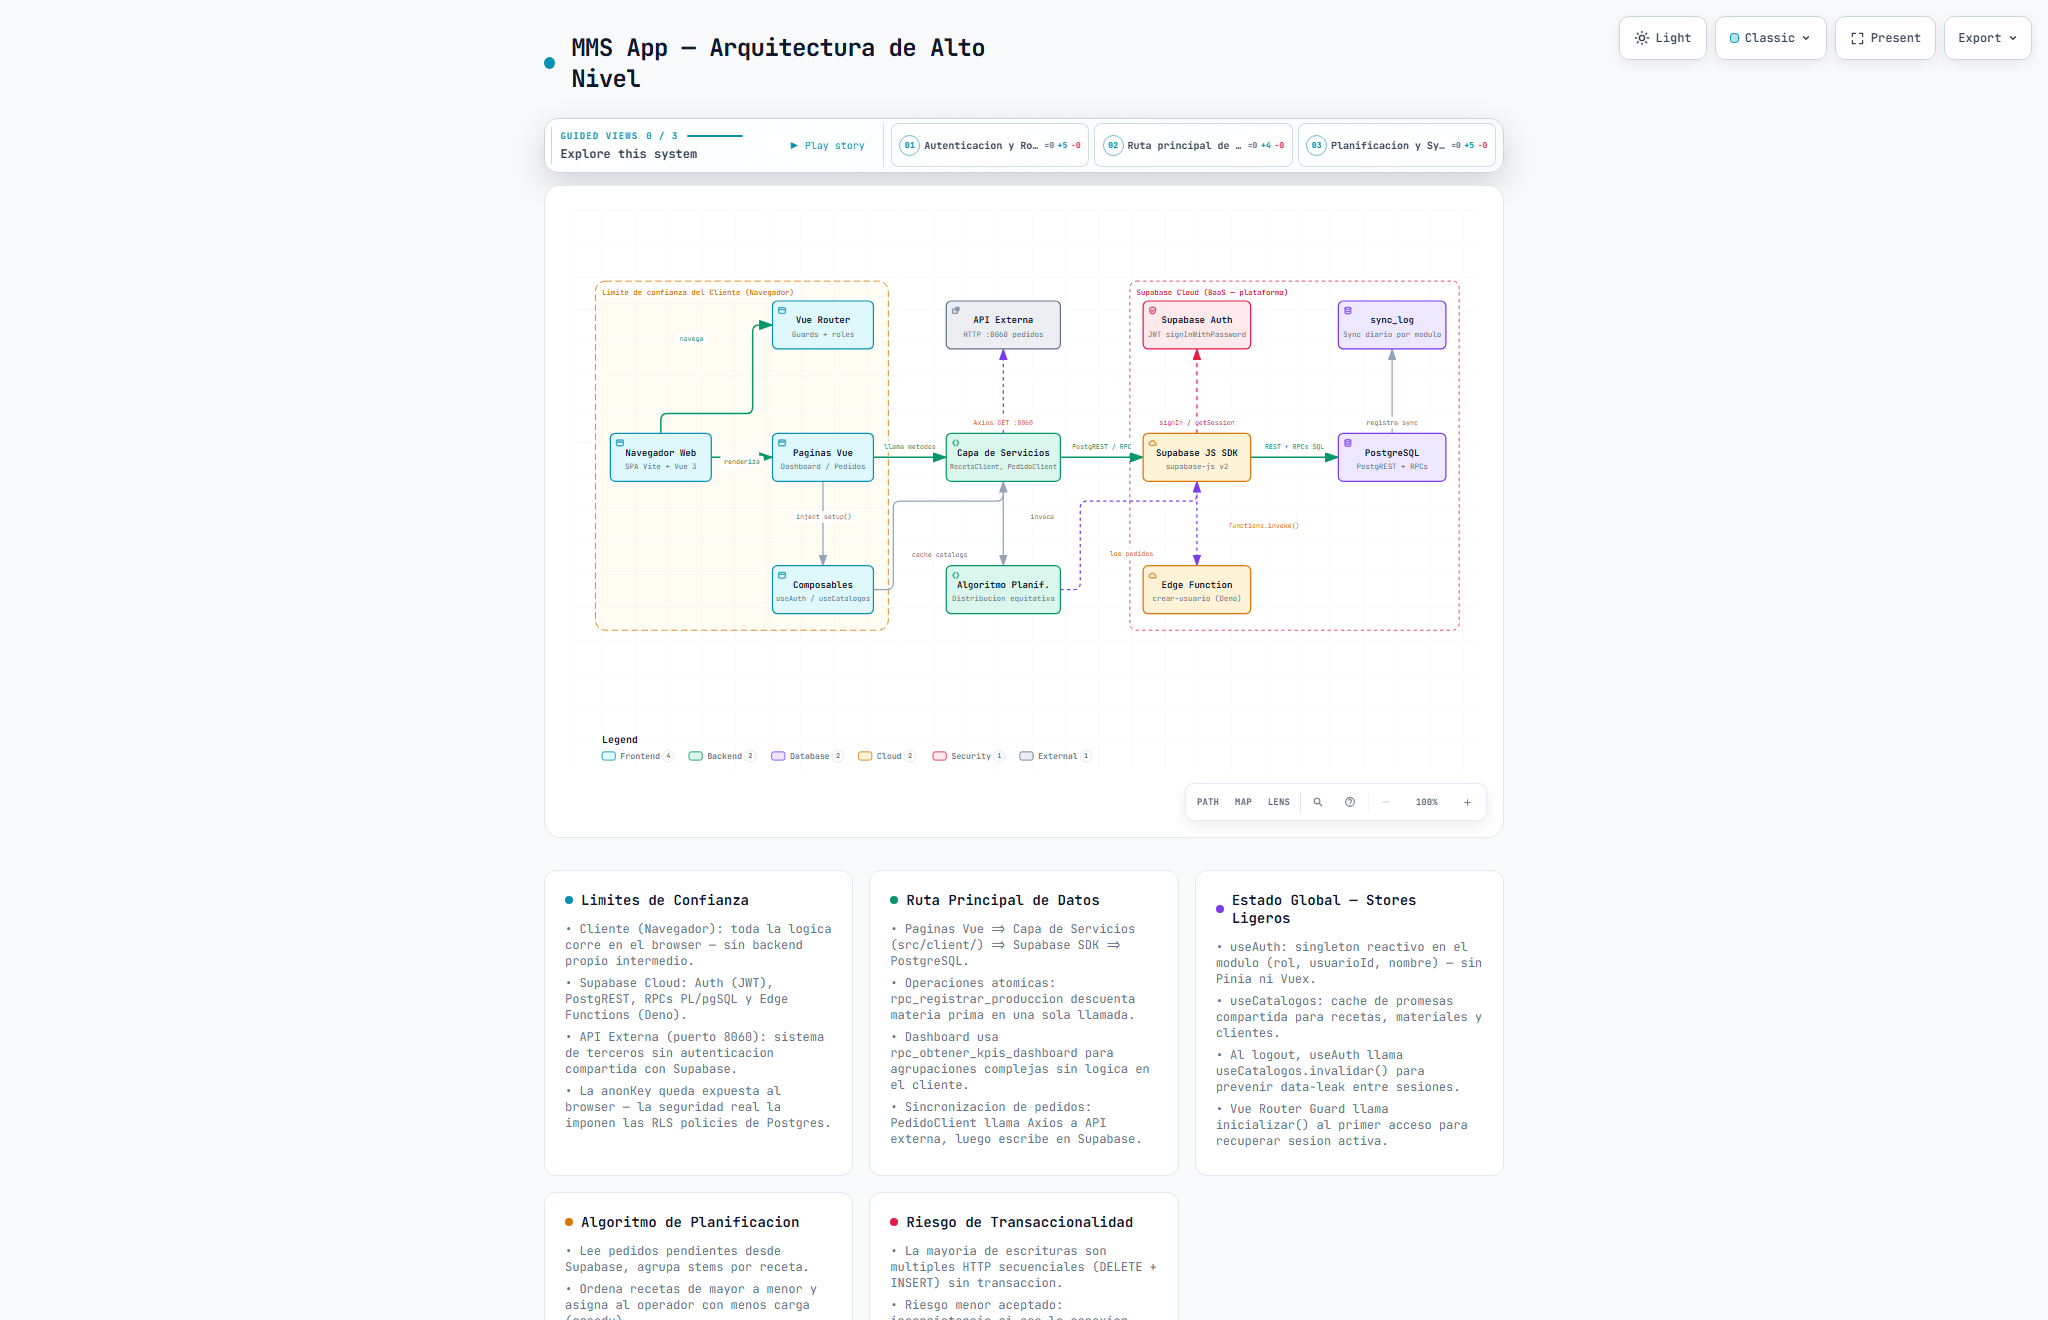 MMS App — Arquitectura de Alto
Nivel
Light
Classic
Present
Export
GUIDED VIEWS 0 / 3
Explore this system
Play story
01 Autenticacion y Ro… =0 +5 -0
02 Ruta principal de … =0 +4 -0
03 Planificacion y Sy… =0 +5 -0
Limite de confianza del Cliente (Navegador)
Supabase Cloud (BaaS — plataforma)
Vue Router
Guards + roles
API Externa
HTTP :8060 pedidos
Supabase Auth
JWT signInWithPassword
sync_log
Sync diario por modulo
navega
Axios GET :8060
signIn / getSession
registra sync
Navegador Web
SPA Vite + Vue 3
renderiza
Paginas Vue
Dashboard / Pedidos
llama metodos
Capa de Servicios
RecetaClient, PedidoClient
PostgREST / RPC
Supabase JS SDK
supabase-js v2
REST + RPCs SQL
PostgreSQL
PostgREST + RPCs
inject setup()
invoca
functions.invoke()
cache catalogs
lee pedidos
Composables
useAuth / useCatalogos
Algoritmo Planif.
Distribucion equitativa
Edge Function
crear-usuario (Deno)
Legend
Frontend 4
Backend 2
Database 2
Cloud 2
Security 1
External 1
PATH
MAP
LENS
− 100% +
Limites de Confianza
• Cliente (Navegador): toda la logica
corre en el browser — sin backend
propio intermedio.
• Supabase Cloud: Auth (JWT),
PostgREST, RPCs PL/pgSQL y Edge
Functions (Deno).
• API Externa (puerto 8060): sistema
de terceros sin autenticacion
compartida con Supabase.
• La anonKey queda expuesta al
browser — la seguridad real la
imponen las RLS policies de Postgres.
Ruta Principal de Datos
• Paginas Vue => Capa de Servicios
(src/client/) => Supabase SDK =>
PostgreSQL.
• Operaciones atomicas:
rpc_registrar_produccion descuenta
materia prima en una sola llamada.
• Dashboard usa
rpc_obtener_kpis_dashboard para
agrupaciones complejas sin logica en
el cliente.
• Sincronizacion de pedidos:
PedidoClient llama Axios a API
externa, luego escribe en Supabase.
Estado Global — Stores
Ligeros
• useAuth: singleton reactivo en el
modulo (rol, usuarioId, nombre) — sin
Pinia ni Vuex.
• useCatalogos: cache de promesas
compartida para recetas, materiales y
clientes.
• Al logout, useAuth llama
useCatalogos.invalidar() para
prevenir data-leak entre sesiones.
• Vue Router Guard llama
inicializar() al primer acceso para
recuperar sesion activa.
Algoritmo de Planificacion
• Lee pedidos pendientes desde
Supabase, agrupa stems por receta.
• Ordena recetas de mayor a menor y
asigna al operador con menos carga
Riesgo de Transaccionalidad
• La mayoria de escrituras son
multiples HTTP secuenciales (DELETE +
INSERT) sin transaccion.
• Riesgo menor aceptado: